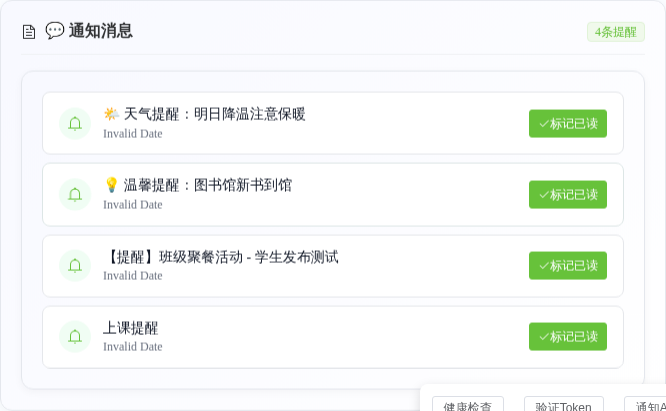 💬 通知消息
4条提醒
🌤️ 天气提醒：明日降温注意保暖
Invalid Date
标记已读
💡 温馨提醒：图书馆新书到馆
Invalid Date
标记已读
【提醒】班级聚餐活动 - 学生发布测试
Invalid Date
标记已读
上课提醒
Invalid Date
标记已读
健康检查
验证Token
通知A